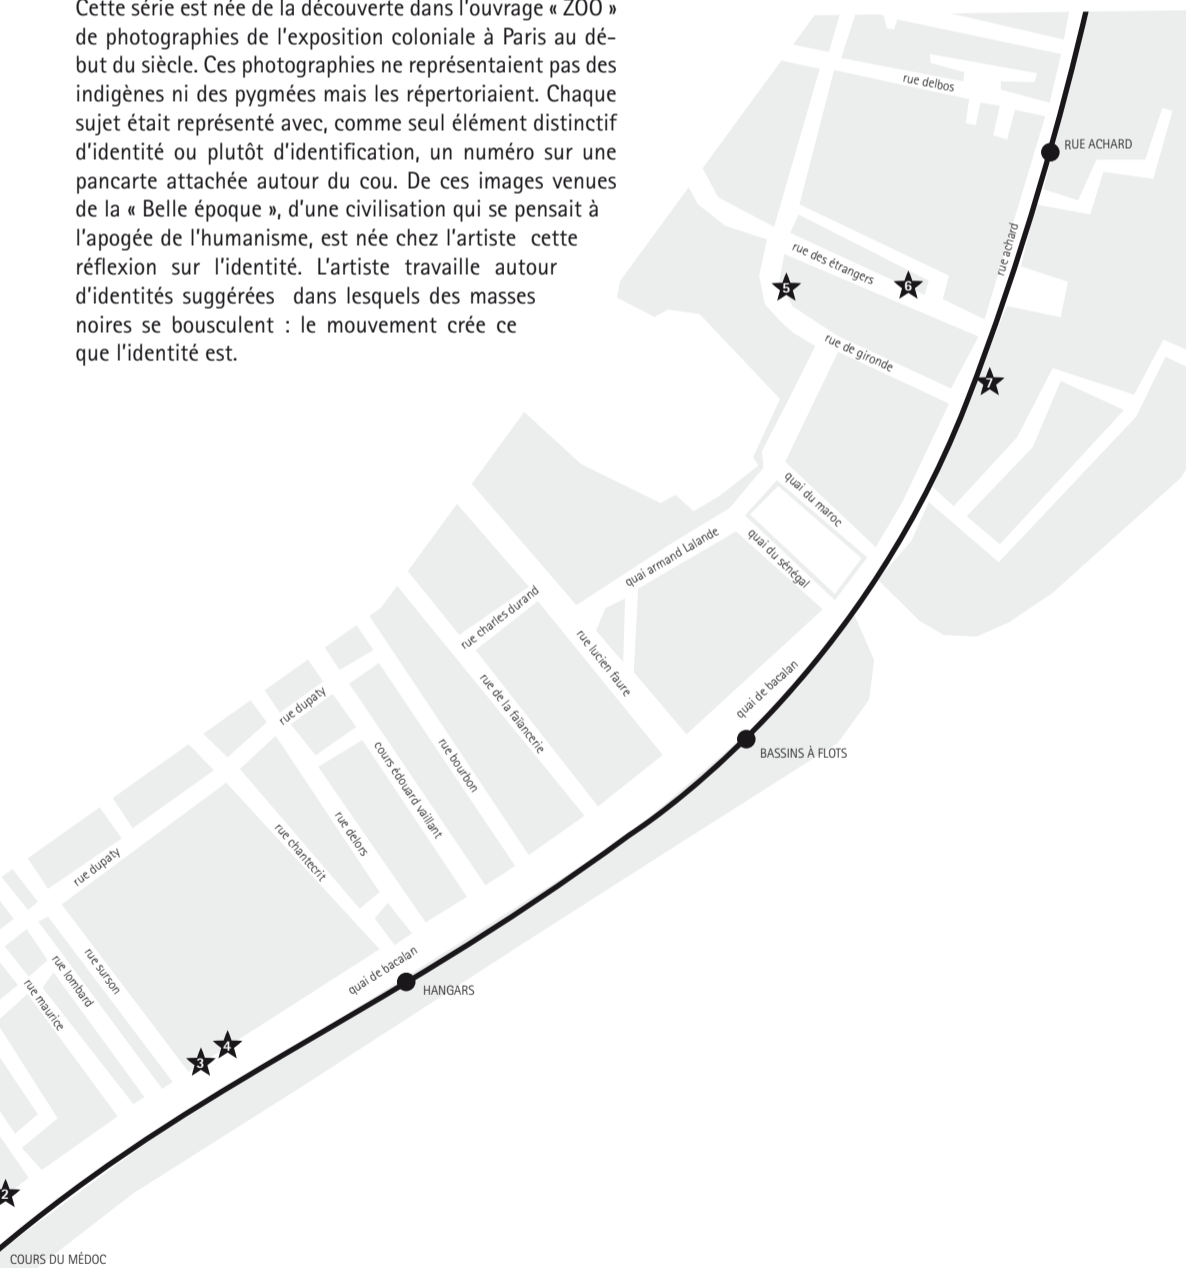 Cette série est née de la découverte dans l'ouvrage « ZOO »
de photographies de l'exposition coloniale à Paris au dé-
but du siècle. Ces photographies ne représentaient pas des
indigènes ni des pygmées mais les répertoriaient. Chaque
sujet était représenté avec, comme seul élément distinctif
d'identité ou plutôt d'identification, un numéro sur une
pancarte attachée autour du cou. De ces images venues
de la « Belle époque », d'une civilisation qui se pensait à
l'apogée de l'humanisme, est née chez l'artiste cette
réflexion sur l'identité. L'artiste travaille autour
d'identités suggérées dans lesquels des masses
noires se bousculent : le mouvement crée ce
que l'identité est.
rue delbos
RUE ACHARD
rue achard
rue des étrangers
5
6
rue de gironde
7
quai du maroc
quai du sénégal
quai armand Lalande
rue charles durand
rue lucien faure
rue de la faïancerie
quai de bacalan
BASSINS À FLOTS
rue dupaty
rue bourbon
cours édouard vaillant
rue delors
rue chantecrit
rue dupaty
quai de bacalan
HANGARS
rue surson
rue lombard
rue maurice
4
3
2
COURS DU MÉDOC